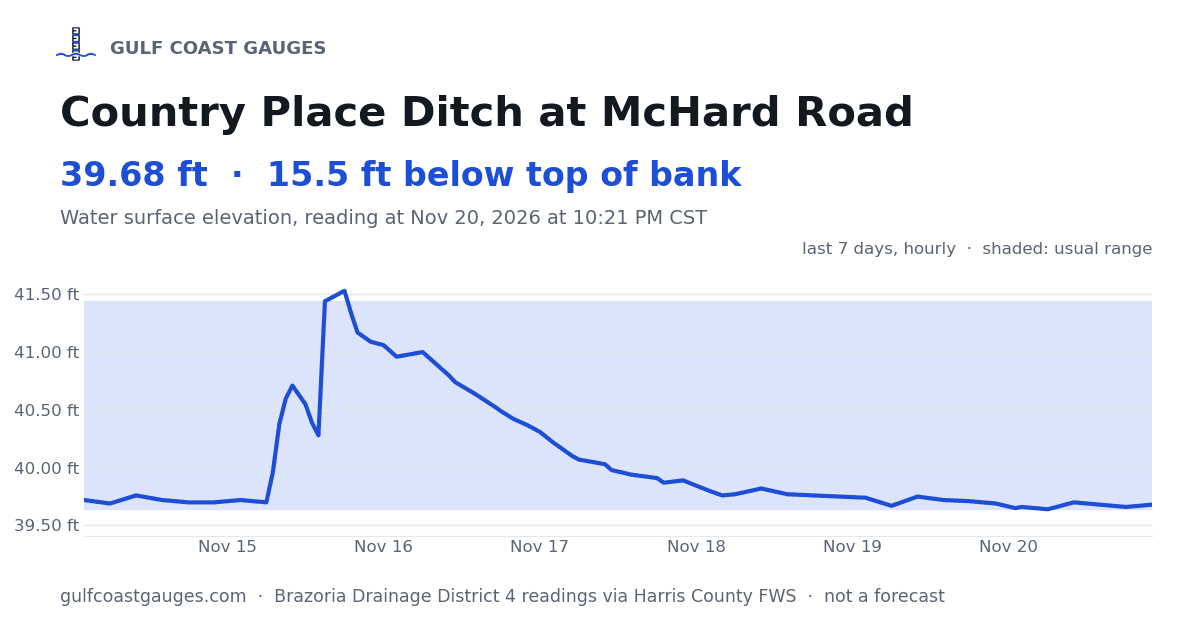 GULF COAST GAUGES
Country Place Ditch at McHard Road
39.68 ft · 15.5 ft below top of bank
Water surface elevation, reading at Nov 20, 2026 at 10:21 PM CST
last 7 days, hourly · shaded: usual range
41.50 ft
41.00 ft
40.50 ft
40.00 ft
39.50 ft
Nov 15 Nov 16 Nov 17 Nov 18 Nov 19 Nov 20
gulfcoastgauges.com · Brazoria Drainage District 4 readings via Harris County FWS · not a forecast